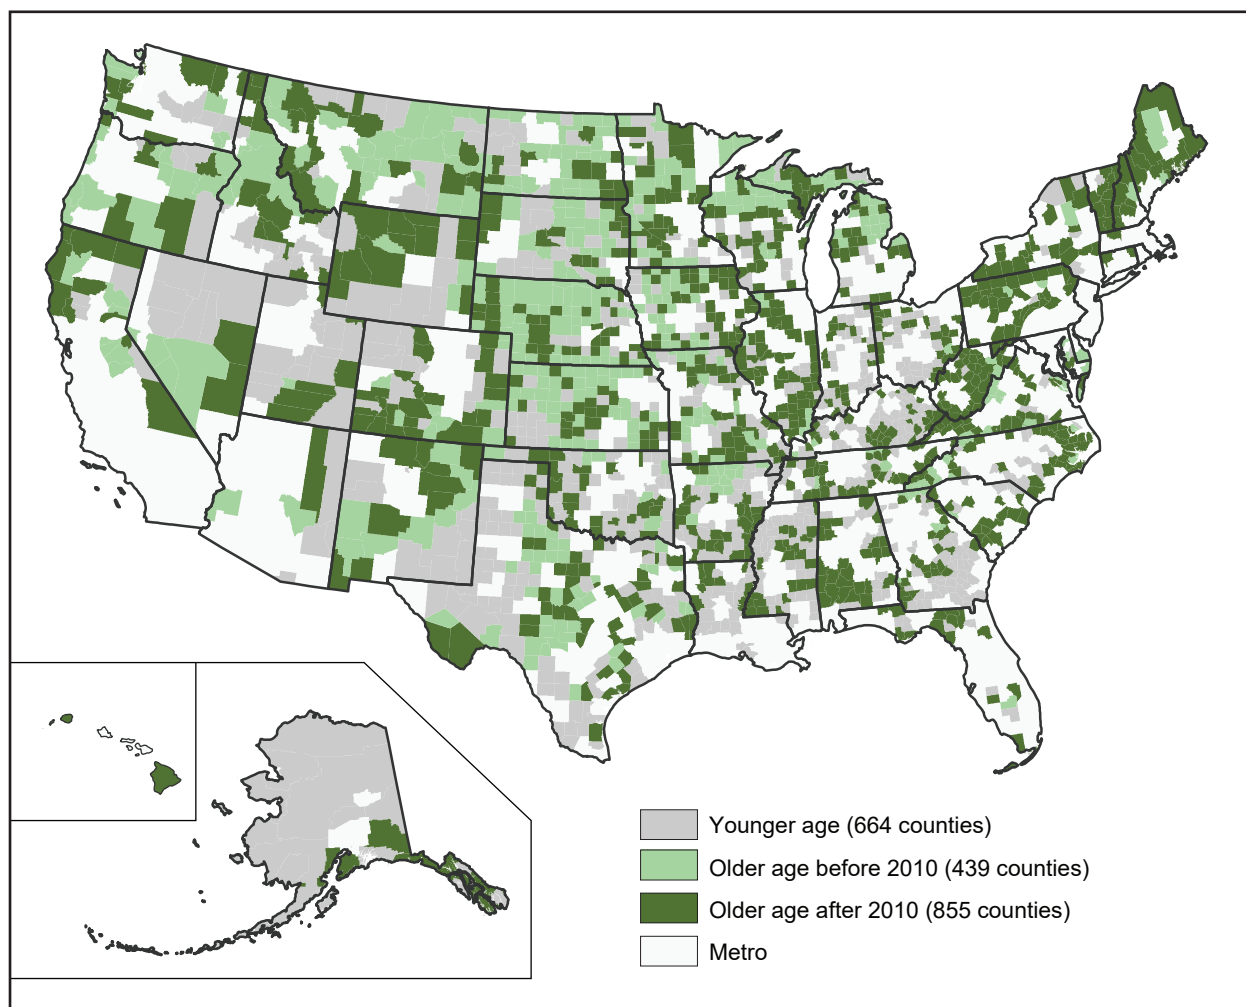 Younger age (664 counties)
Older age before 2010 (439 counties)
Older age after 2010 (855 counties)
Metro